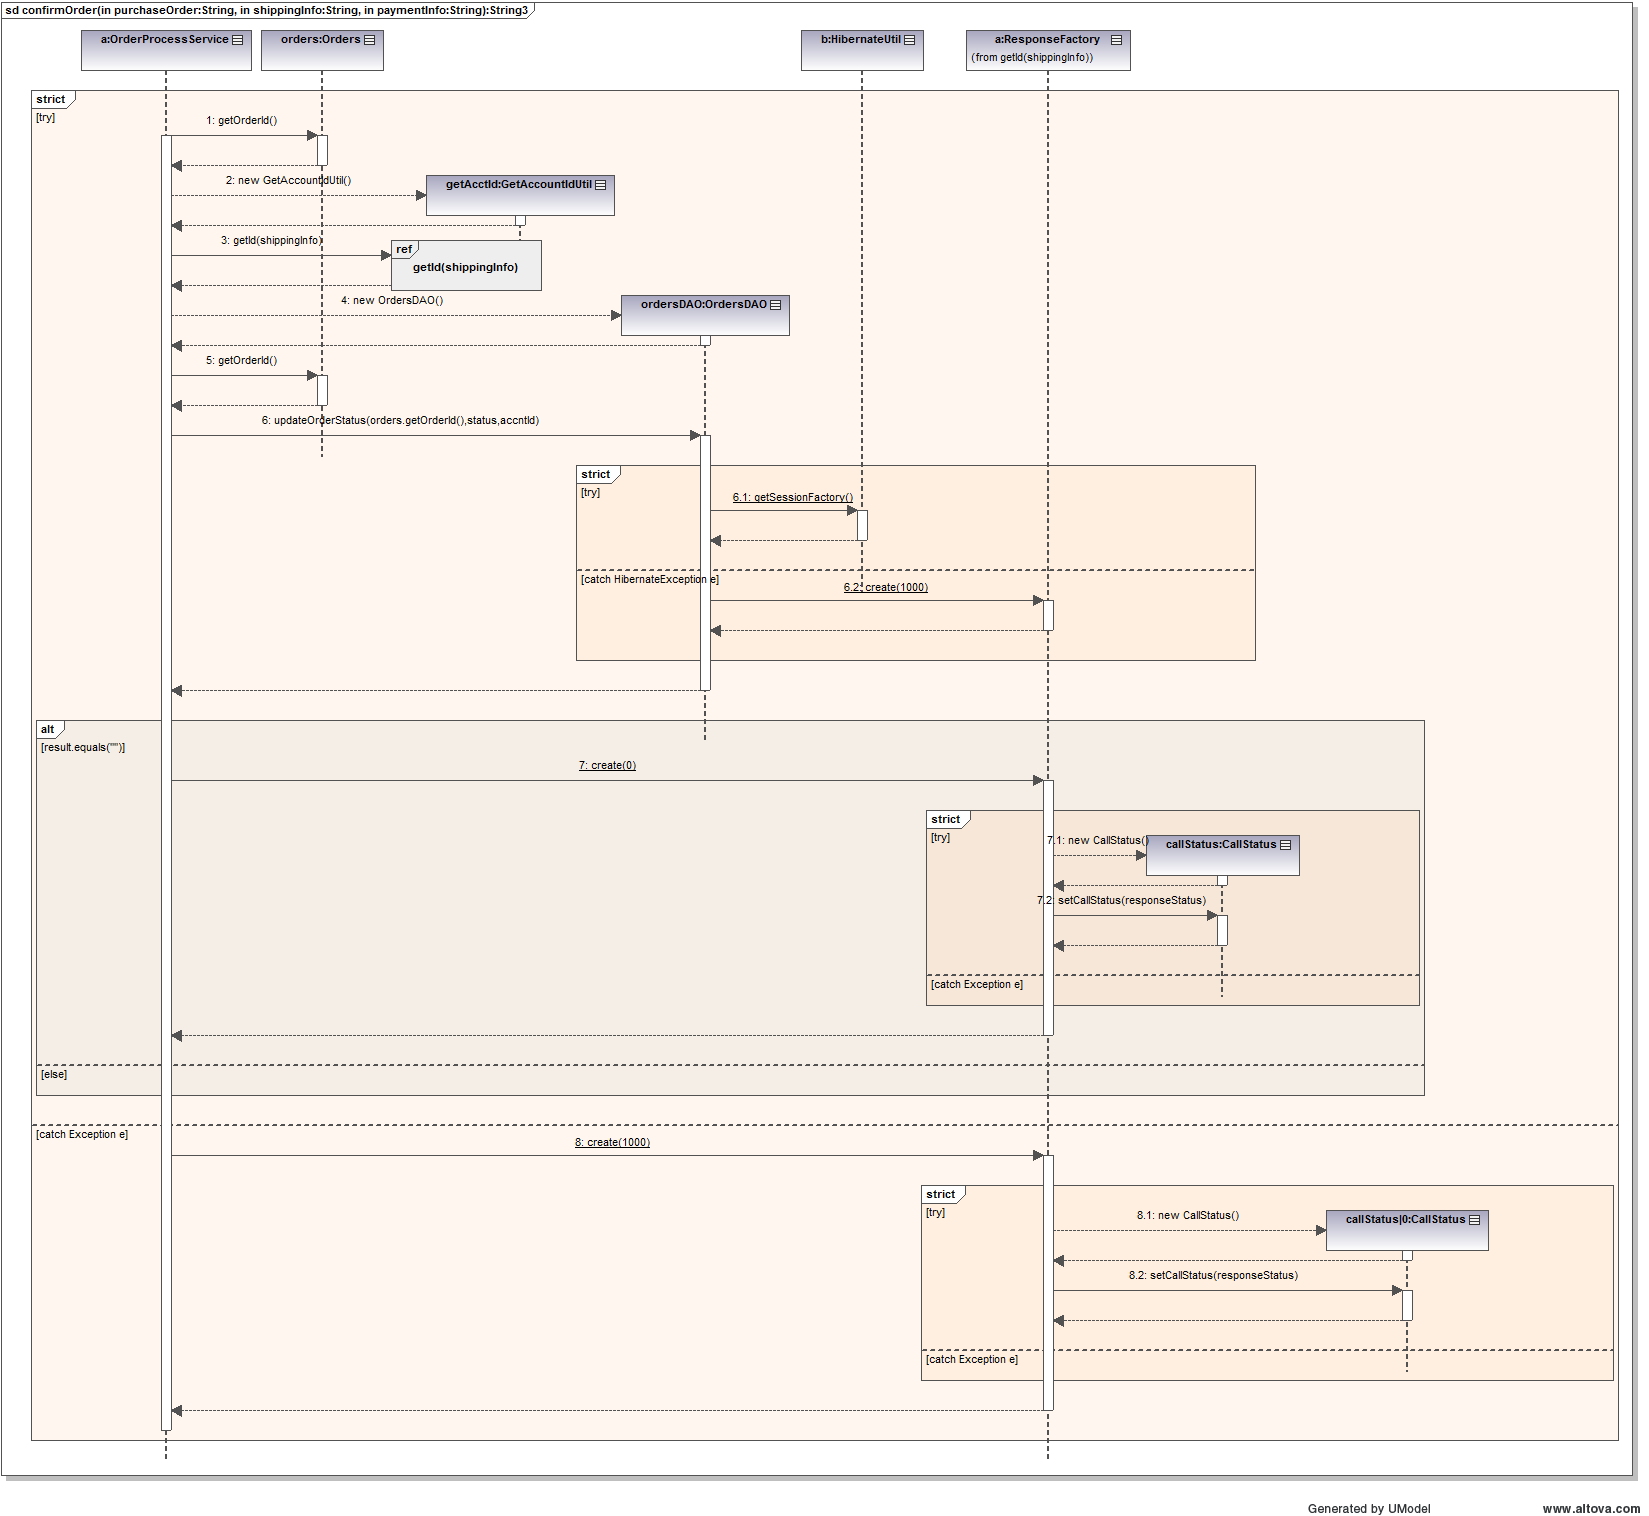 sd confirmOrder(in purchaseOrder:String, in shippingInfo:String, in paymentInfo:String):String3
a:OrderProcessService
orders:Orders
b:HibernateUtil
a:ResponseFactory
(from getId(shippingInfo))
strict
[try]
1: getOrderId()
2: new GetAccountIdUtil()
getAcctId:GetAccountIdUtil
3: getId(shippingInfo)
ref
getId(shippingInfo)
4: new OrdersDAO()
ordersDAO:OrdersDAO
5: getOrderId()
6: updateOrderStatus(orders.getOrderId(),status,accntId)
strict
[try]
6.1: getSessionFactory()
[catch HibernateException e]
6.2: create(1000)
alt
[result.equals("")]
7: create(0)
strict
[try]
7.1: new CallStatus()
callStatus:CallStatus
7.2: setCallStatus(responseStatus)
[catch Exception e]
[else]
[catch Exception e]
8: create(1000)
strict
[try]
8.1: new CallStatus()
callStatus|0:CallStatus
8.2: setCallStatus(responseStatus)
[catch Exception e]
Generated by UModel
www.altova.com